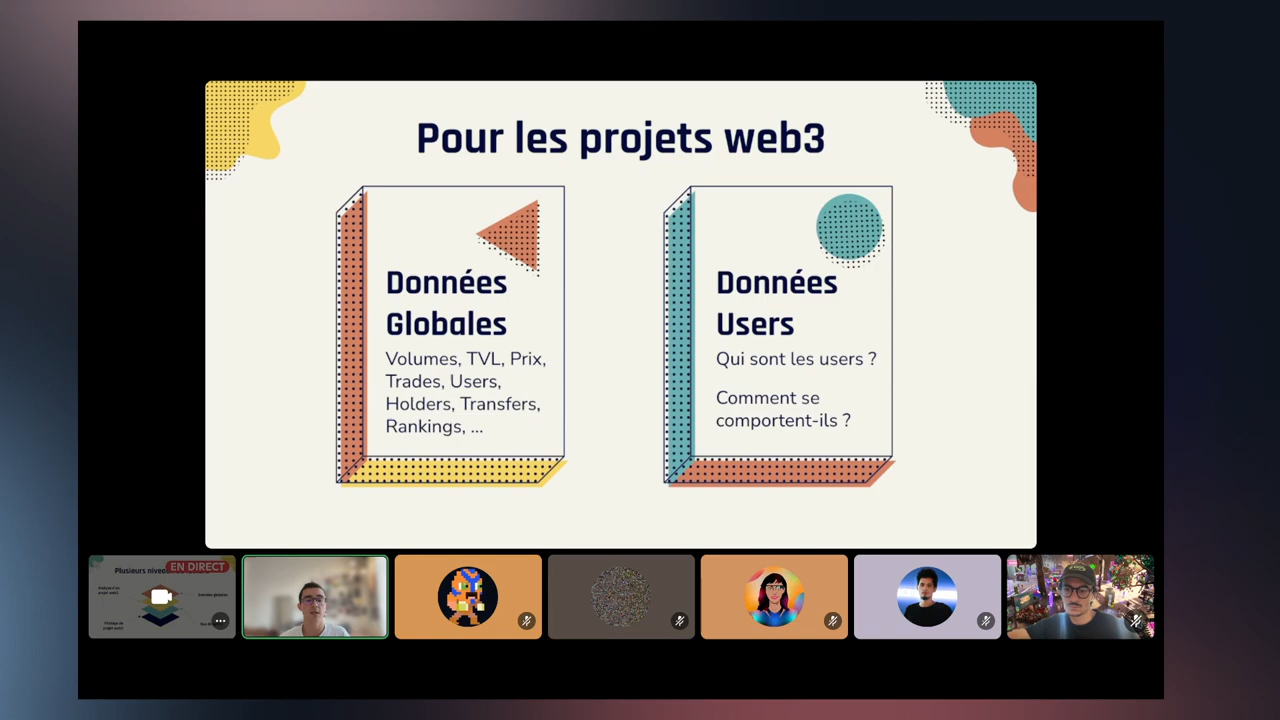 Pour les projets web3
Données
Globales
Volumes, TVL, Prix,
Trades, Users,
Holders, Transfers,
Rankings, ...
Données
Users
Qui sont les users ?
Comment se
comportent-ils ?
EN DIRECT
Plusieurs